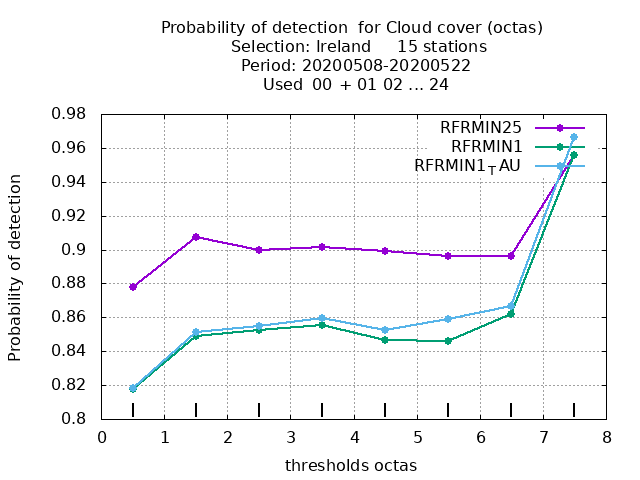 Probability of detection  for Cloud cover (octas)
Selection: Ireland     15 stations
Period: 20200508-20200522
Used  00 + 01 02 ... 24
RFRMIN25
RFRMIN1
RFRMIN1TAU
0.98
0.96
0.94
0.92
0.9
0.88
0.86
0.84
0.82
0.8
Probability of detection
0 1 2 3 4 5 6 7 8
thresholds octas